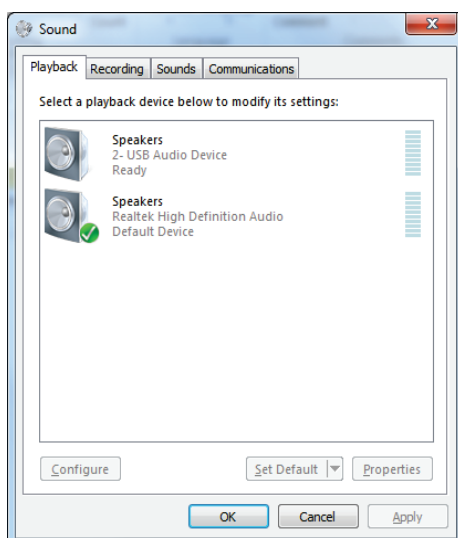 Sound
Playback Recording Sounds Communications
Select a playback device below to modify its settings:
Speakers
2- USB Audio Device
Ready
Speakers
Realtek High Definition Audio
Default Device
Configure Set Default Properties
OK Cancel Apply